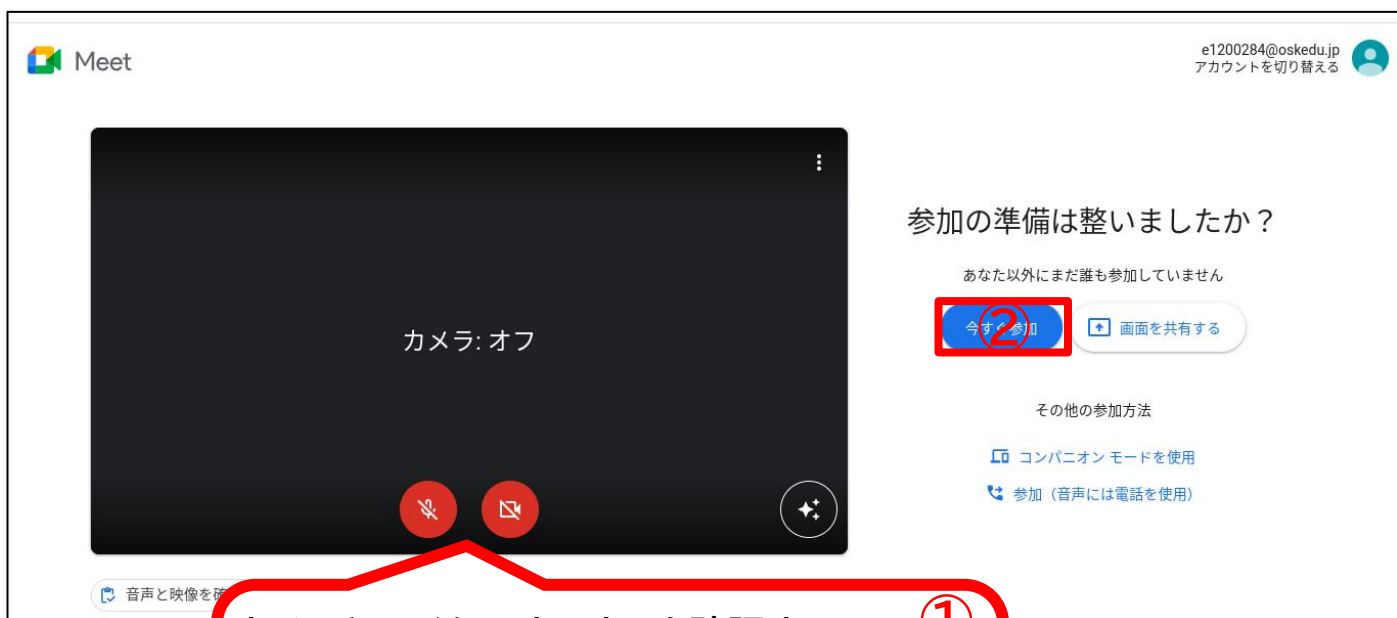 Meet
e1200284@oskedu.jp
アカウントを切り替える
カメラ: オフ
参加の準備は整いましたか？
あなた以外にまだ誰も参加していません
今すぐ参加
②
画面を共有する
その他の参加方法
コンパニオン モードを使用
参加（音声には電話を使用）
音声と映像を確
①